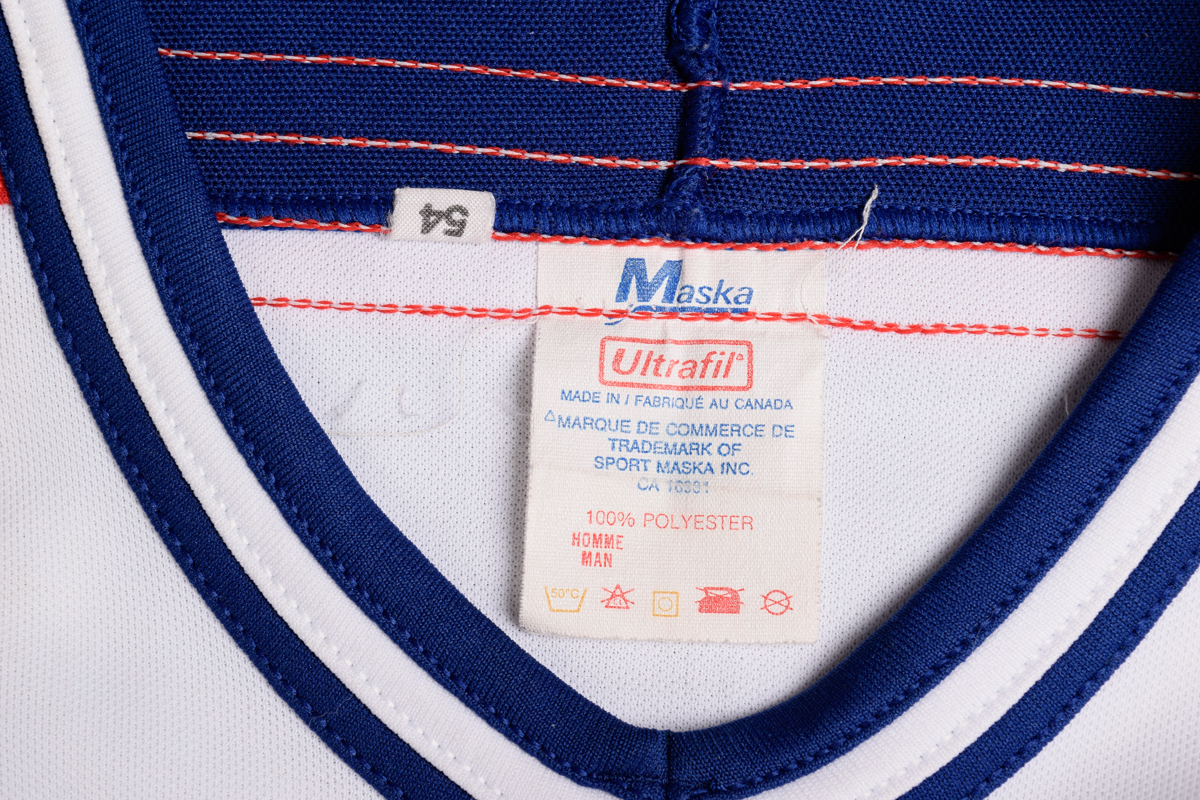 54
Maska
Ultrafil
MADE IN / FABRIQUÉ AU CANADA
MARQUE DE COMMERCE DE
TRADEMARK OF
SPORT MASKA INC.
CA
100% POLYESTER
HOMME
MAN
50°C